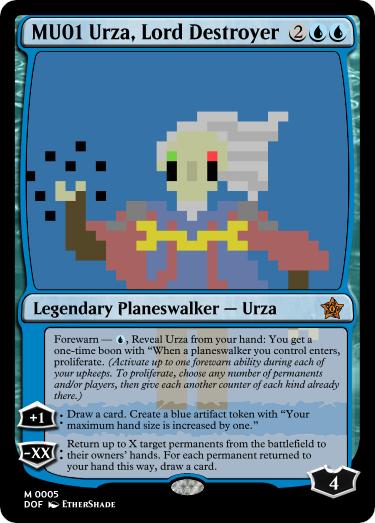 MU01 Urza, Lord Destroyer 2
Legendary Planeswalker — Urza
Forewarn — , Reveal Urza from your hand: You get a
one-time boon with “When a planeswalker you control enters,
proliferate. (Activate up to one forewarn ability during each of
your upkeeps. To proliferate, choose any number of permanents
and/or players, then give each another counter of each kind already
there.)
+1: Draw a card. Create a blue artifact token with “Your
maximum hand size is increased by one.”
-XX: Return up to X target permanents from the battlefield to
their owners' hands. For each permanent returned to
your hand this way, draw a card.
4
M 0005
DOF EtherShade